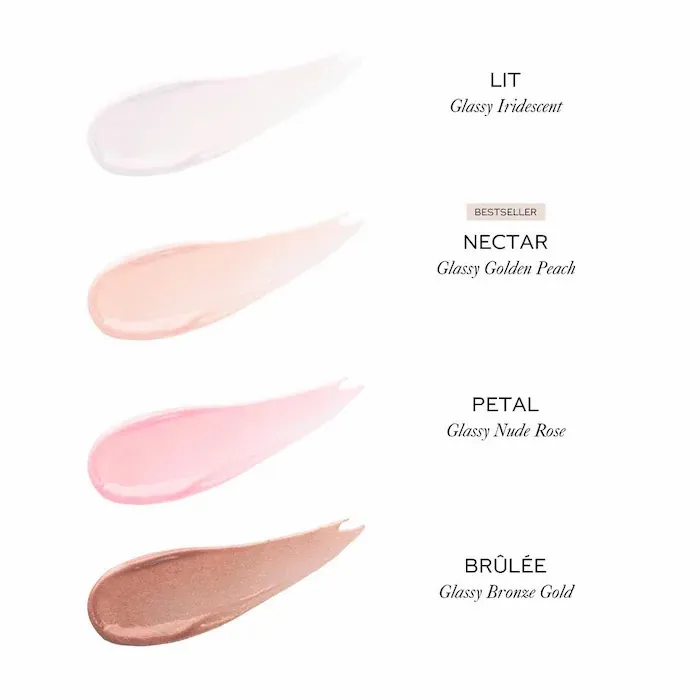 LIT
Glassy Iridescent
BESTSELLER
NECTAR
Glassy Golden Peach
PETAL
Glassy Nude Rose
BRÛLÉE
Glassy Bronze Gold